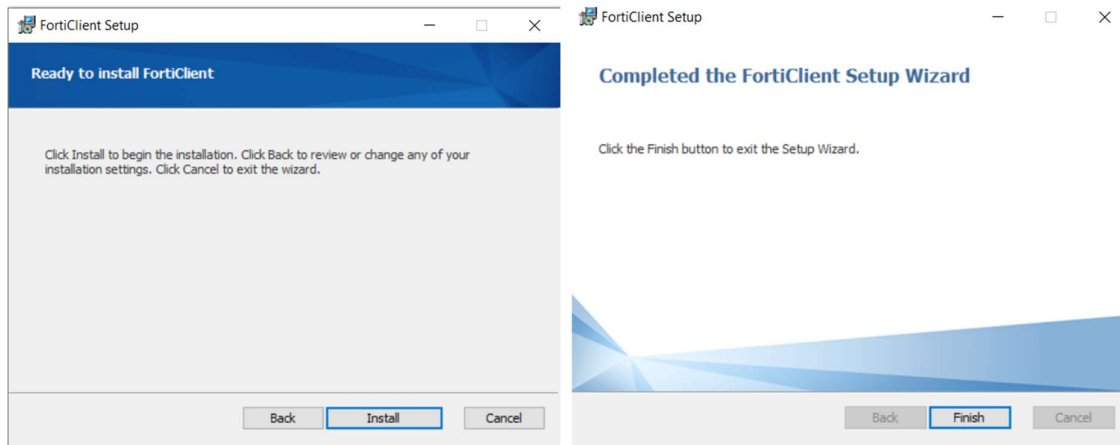 FortiClient Setup
Ready to install FortiClient
Click Install to begin the installation. Click Back to review or change any of your
installation settings. Click Cancel to exit the wizard.
Back
Install
Cancel
FortiClient Setup
Completed the FortiClient Setup Wizard
Click the Finish button to exit the Setup Wizard.
Back
Finish
Cancel